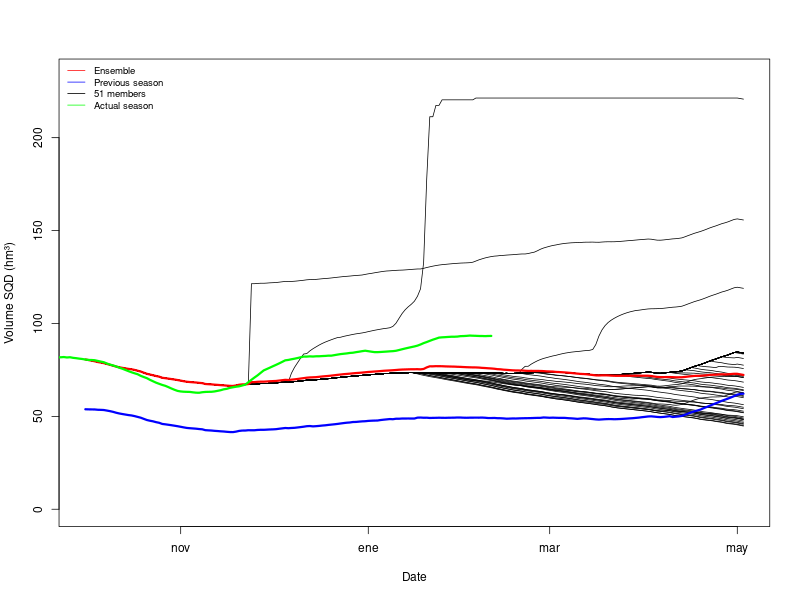 Ensemble
Previous season
51 members
Actual season
Volume SQD (hm³)
200
150
100
50
0
nov
ene
mar
may
Date